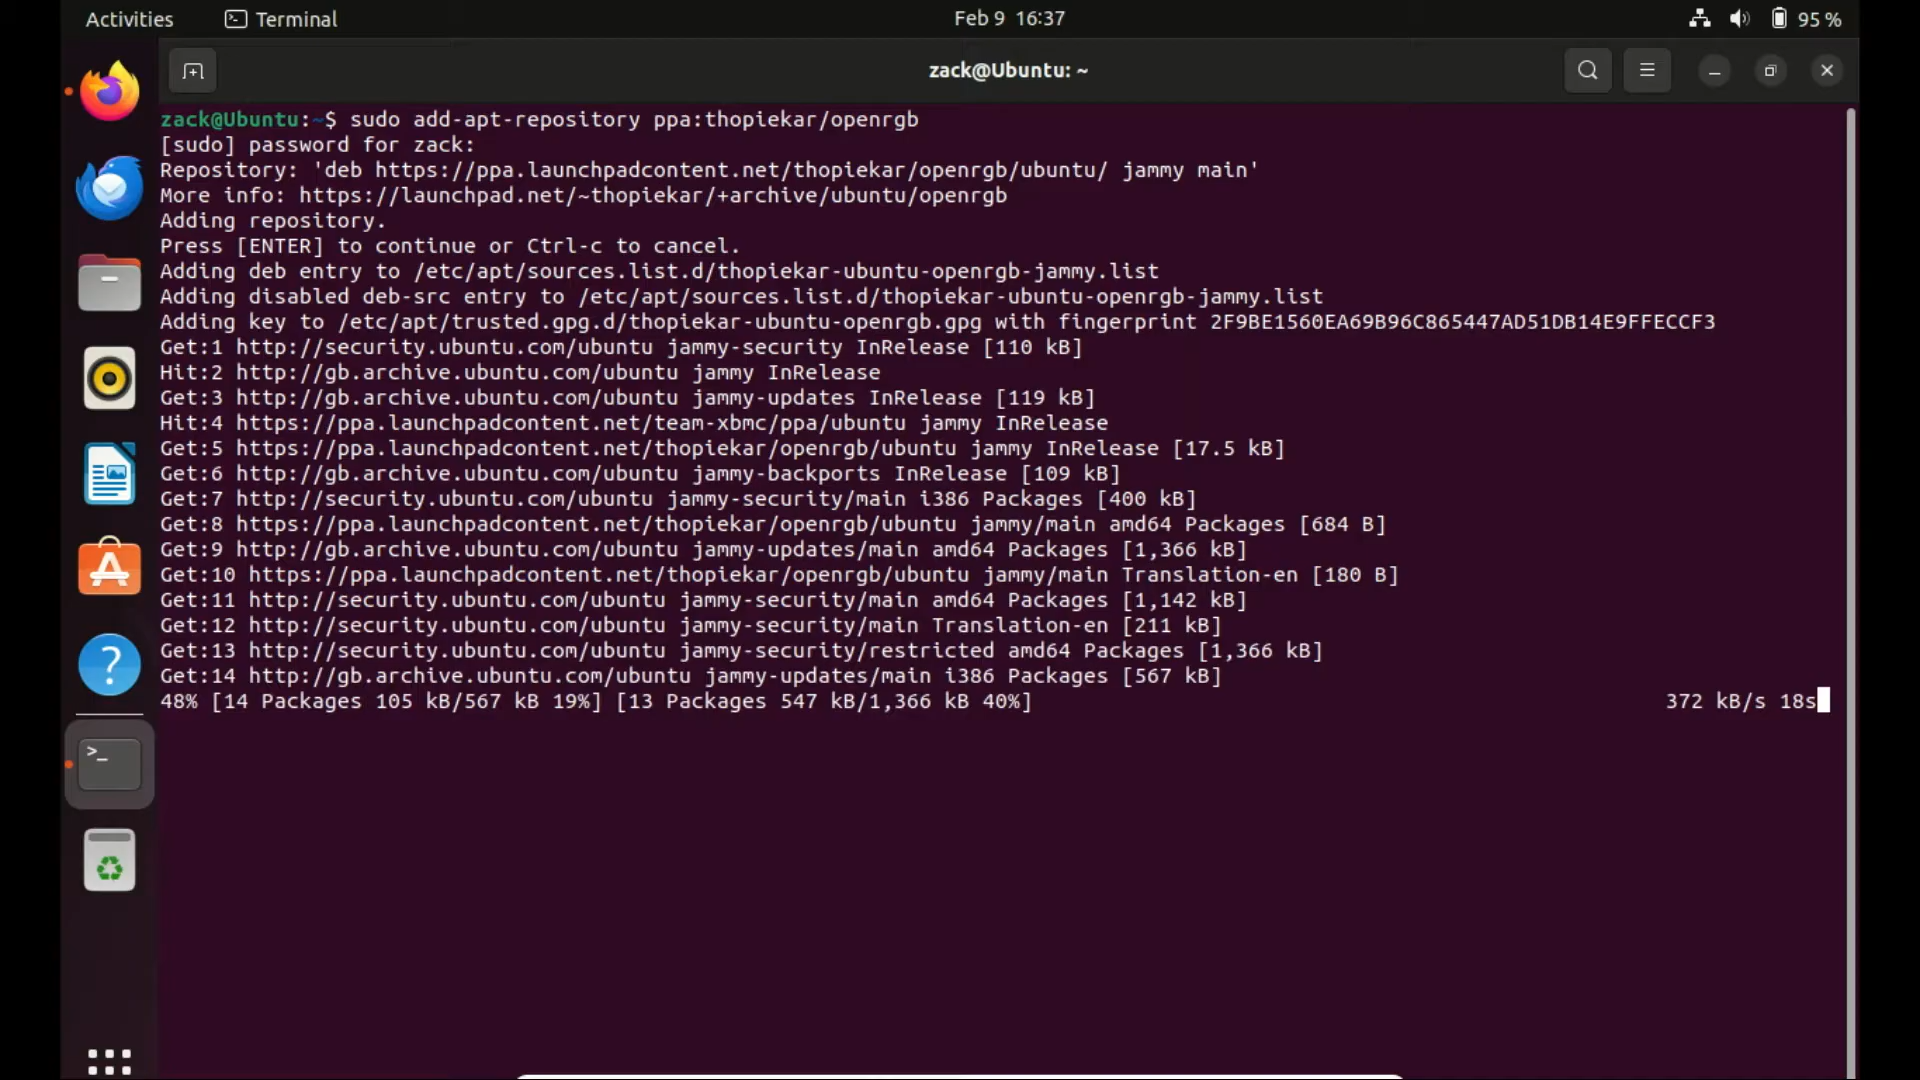 Activities Terminal Feb 9 16:37 95 %
zack@Ubuntu: ~
zack@Ubuntu:~$ sudo add-apt-repository ppa:thopiekar/openrgb
[sudo] password for zack:
Repository: 'deb https://ppa.launchpadcontent.net/thopiekar/openrgb/ubuntu/ jammy main'
More info: https://launchpad.net/~thopiekar/+archive/ubuntu/openrgb
Adding repository.
Press [ENTER] to continue or Ctrl-c to cancel.
Adding deb entry to /etc/apt/sources.list.d/thopiekar-ubuntu-openrgb-jammy.list
Adding disabled deb-src entry to /etc/apt/sources.list.d/thopiekar-ubuntu-openrgb-jammy.list
Adding key to /etc/apt/trusted.gpg.d/thopiekar-ubuntu-openrgb.gpg with fingerprint 2F9BE1560EA69B96C865447AD51DB14E9FFECCF3
Get:1 http://security.ubuntu.com/ubuntu jammy-security InRelease [110 kB]
Hit:2 http://gb.archive.ubuntu.com/ubuntu jammy InRelease
Get:3 http://gb.archive.ubuntu.com/ubuntu jammy-updates InRelease [119 kB]
Hit:4 https://ppa.launchpadcontent.net/team-xbmc/ppa/ubuntu jammy InRelease
Get:5 https://ppa.launchpadcontent.net/thopiekar/openrgb/ubuntu jammy InRelease [17.5 kB]
Get:6 http://gb.archive.ubuntu.com/ubuntu jammy-backports InRelease [109 kB]
Get:7 http://security.ubuntu.com/ubuntu jammy-security/main i386 Packages [400 kB]
Get:8 https://ppa.launchpadcontent.net/thopiekar/openrgb/ubuntu jammy/main amd64 Packages [684 B]
Get:9 http://gb.archive.ubuntu.com/ubuntu jammy-updates/main amd64 Packages [1,366 kB]
Get:10 https://ppa.launchpadcontent.net/thopiekar/openrgb/ubuntu jammy/main Translation-en [180 B]
Get:11 http://security.ubuntu.com/ubuntu jammy-security/main amd64 Packages [1,142 kB]
Get:12 http://security.ubuntu.com/ubuntu jammy-security/main Translation-en [211 kB]
Get:13 http://security.ubuntu.com/ubuntu jammy-security/restricted amd64 Packages [1,366 kB]
Get:14 http://gb.archive.ubuntu.com/ubuntu jammy-updates/main i386 Packages [567 kB]
48% [14 Packages 105 kB/567 kB 19%] [13 Packages 547 kB/1,366 kB 40%] 372 kB/s 18s